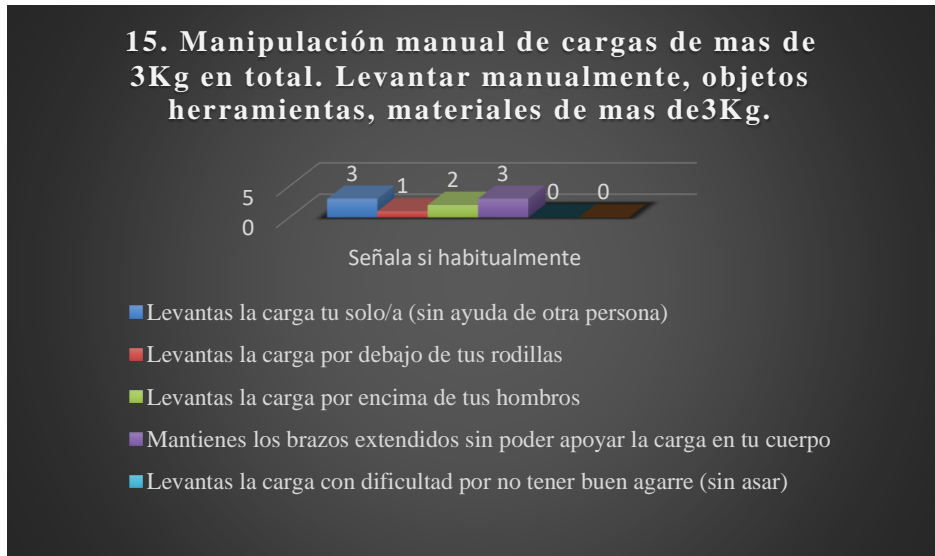 15. Manipulación manual de cargas de mas de
3Kg en total. Levantar manualmente, objetos
herramientas, materiales de mas de3Kg.
3 1 2 3 0 0
5
0
Señala si habitualmente
Levantas la carga tu solo/a (sin ayuda de otra persona)
Levantas la carga por debajo de tus rodillas
Levantas la carga por encima de tus hombros
Mantienes los brazos extendidos sin poder apoyar la carga en tu cuerpo
Levantas la carga con dificultad por no tener buen agarre (sin asar)